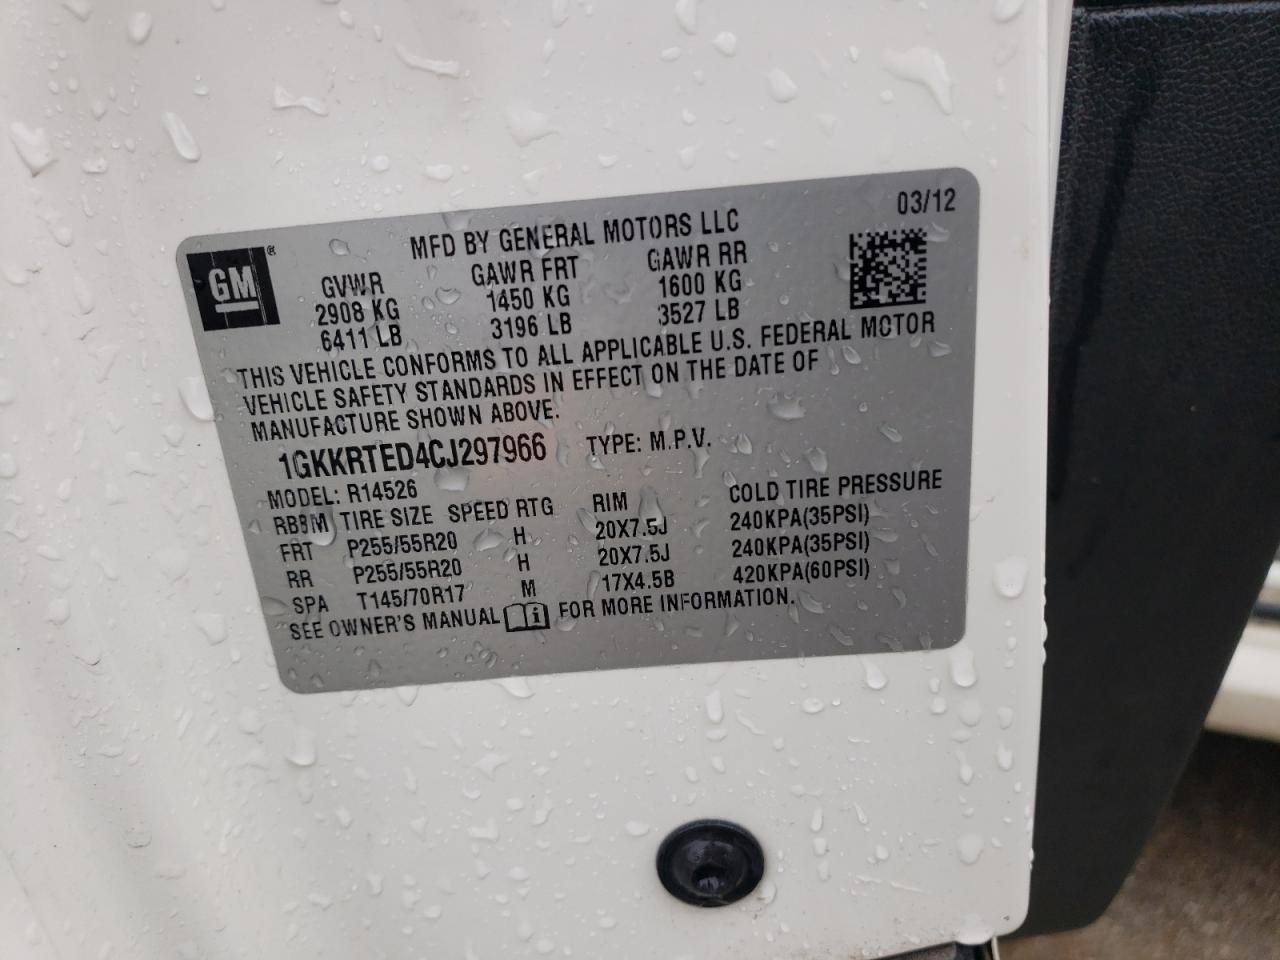 03/12
MFD BY GENERAL MOTORS LLC
GM®
GVWR GAWR FRT GAWR RR
2908 KG 1450 KG 1600 KG
6411 LB 3196 LB 3527 LB
THIS VEHICLE CONFORMS TO ALL APPLICABLE U.S. FEDERAL MOTOR
VEHICLE SAFETY STANDARDS IN EFFECT ON THE DATE OF
MANUFACTURE SHOWN ABOVE.
1GKKRTED4CJ297966 TYPE: M.P.V.
MODEL: R14526
TIRE SIZE SPEED RTG RIM COLD TIRE PRESSURE
FRT P255/55R20 H 20X7.5J 240KPA(35PSI)
RR P255/55R20 H 20X7.5J 240KPA(35PSI)
SPA T145/70R17 M 17X4.5B 420KPA(60PSI)
SEE OWNER'S MANUAL i FOR MORE INFORMATION.